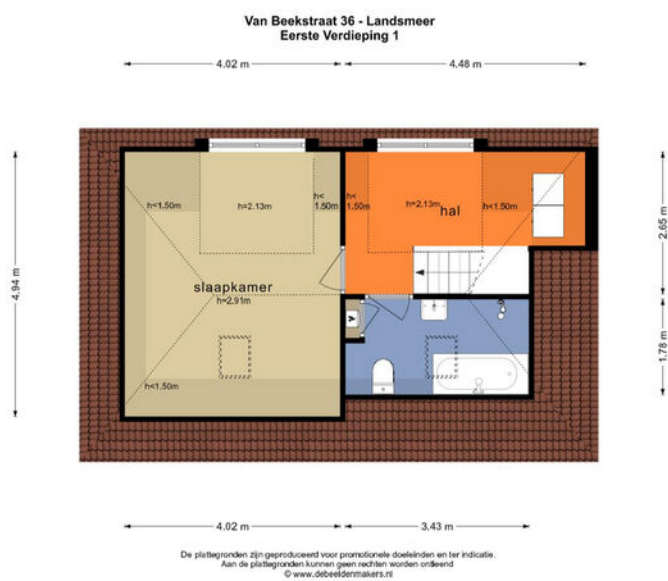 Van Beekstraat 36 - Landsmeer
Eerste Verdieping 1
4.02 m
4.48 m
h<1.50m
h=2.13m
h<
1.50m
h<
1.50m
h=2.13m
hal
h<1.50m
2.65 m
4.94 m
slaapkamer
h=2.91m
1.78 m
h<1.50m
4.02 m
3.43 m
De plattegronden zijn geproduceerd voor promotionele doeleinden en ter indicatie.
Aan de plattegronden kunnen geen rechten worden ontleend
© www.debeeldenmakers.nl